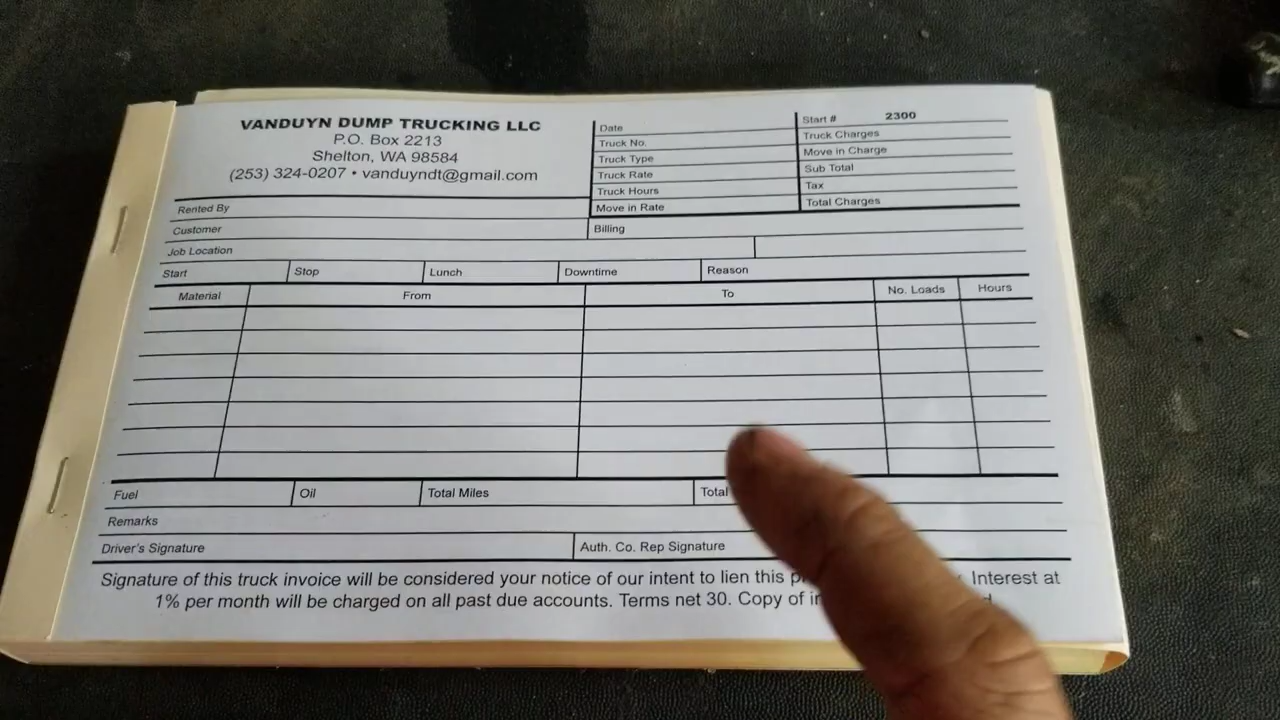 VANDUYN DUMP TRUCKING LLC
P.O. Box 2213
Shelton, WA 98584
(253) 324-0207 • vanduyndt@gmail.com
Date
Truck No.
Truck Type
Truck Rate
Truck Hours
Move in Rate
Start # 2300
Truck Charges
Move in Charge
Sub Total
Tax
Total Charges
Rented By
Customer Billing
Job Location
Start Stop Lunch Downtime Reason
Material From To No. Loads Hours
Fuel Oil Total Miles Total
Remarks
Driver's Signature Auth. Co. Rep Signature
Signature of this truck invoice will be considered your notice of our intent to lien this Interest at
1% per month will be charged on all past due accounts. Terms net 30. Copy of